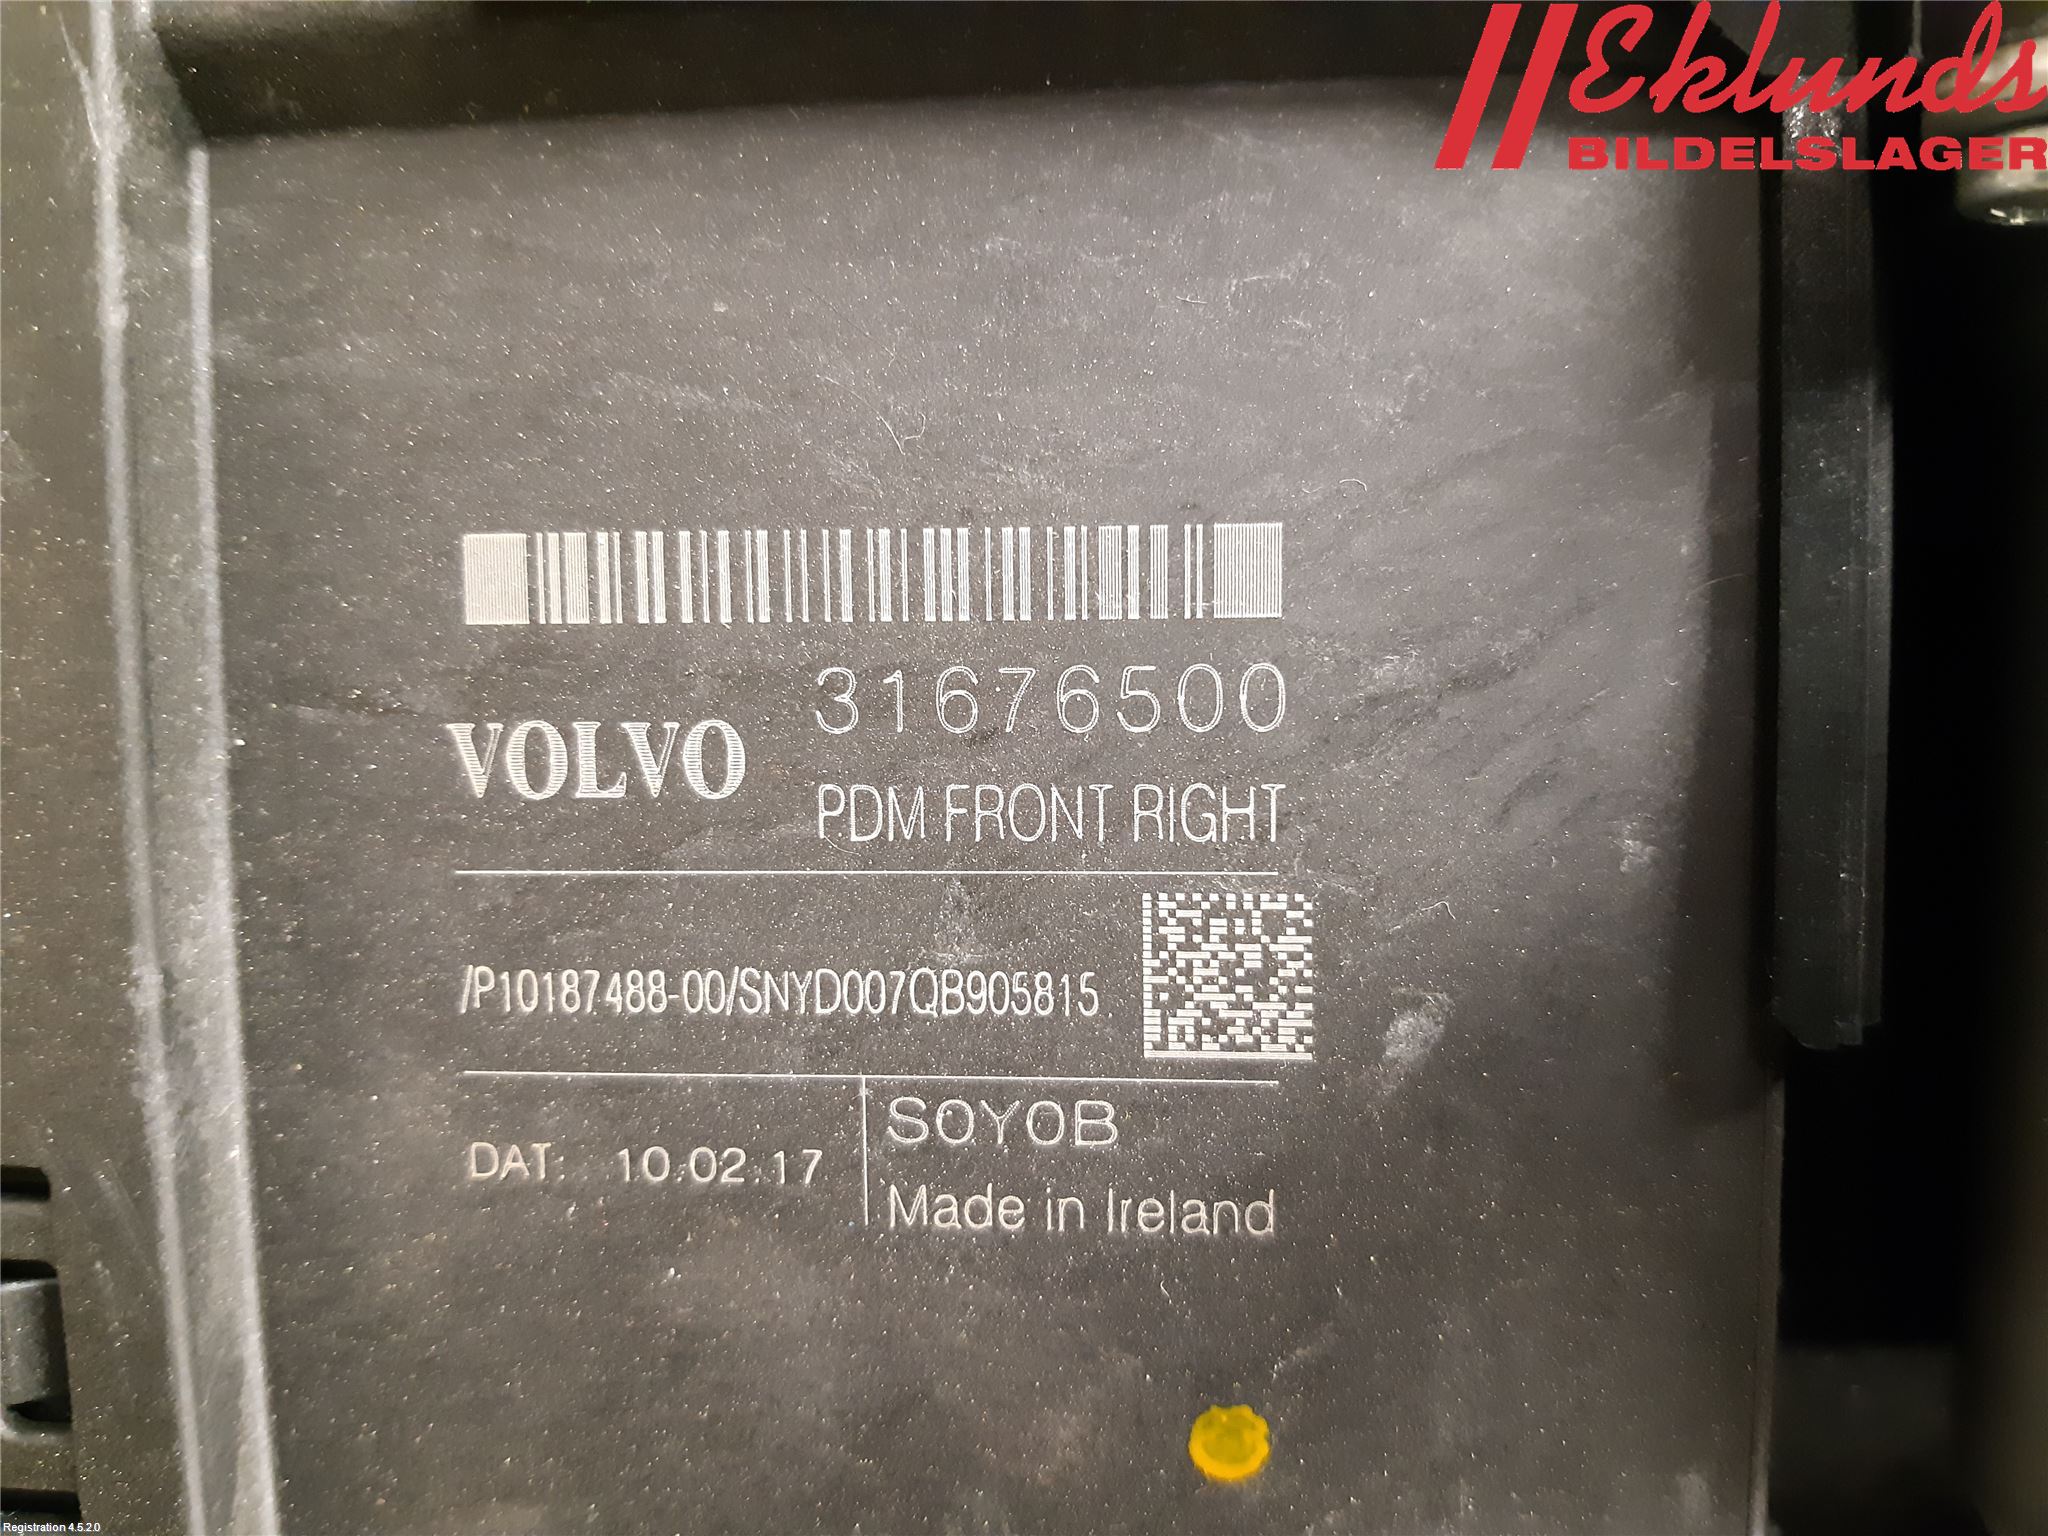 Eklunds
BILDELSLAGER
31676500
VOLVO
PDM FRONT RIGHT
/P10187488-00/SNYD007QB905815
DAT: 10.02.17
SOYOB
Made in Ireland
Registration 4.5.2.0